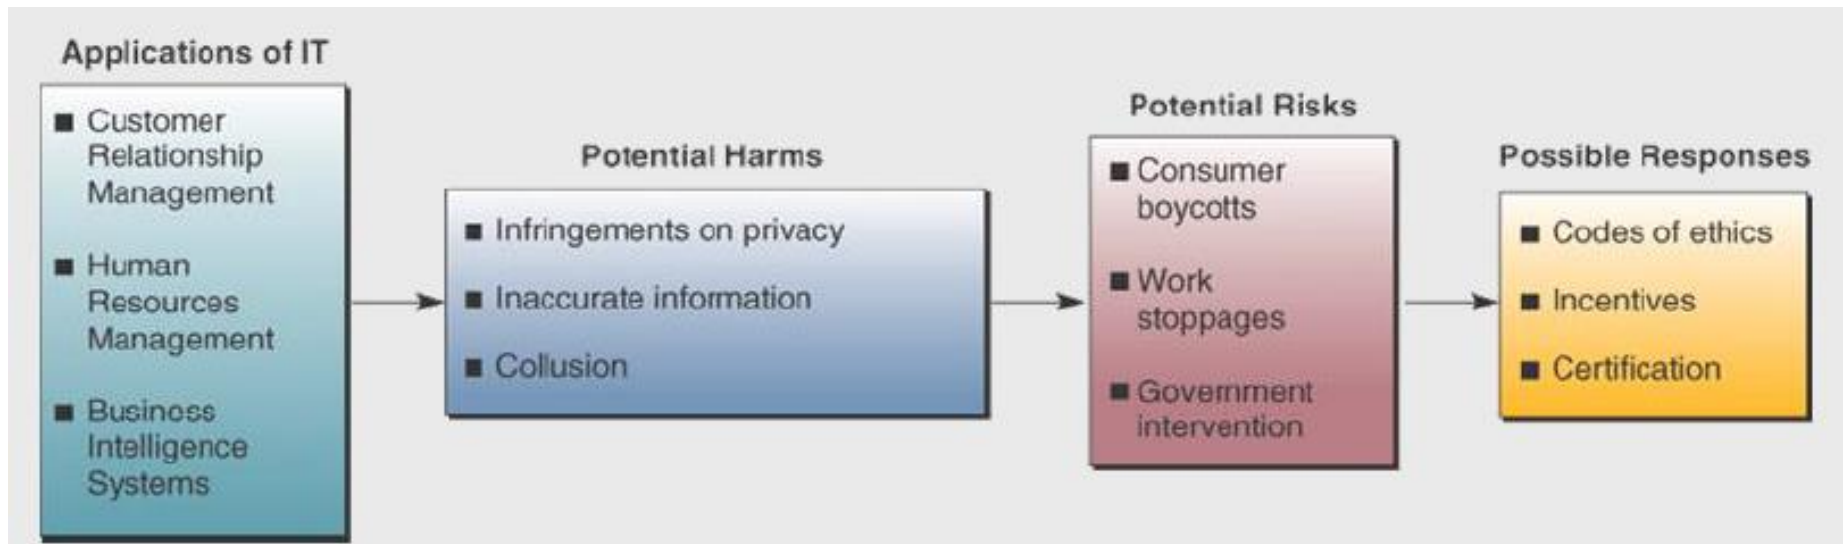 Applications of IT
■ Customer
Relationship
Management
■ Human
Resources
Management
■ Business
Intelligence
Systems
Potential Harms
■ Infringements on privacy
■ Inaccurate information
■ Collusion
Potential Risks
■ Consumer
boycotts
■ Work
stoppages
■ Government
intervention
Possible Responses
■ Codes of ethics
■ Incentives
■ Certification